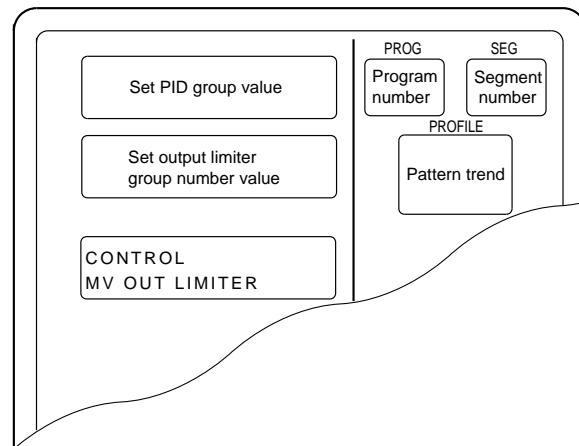 Set PID group value
Set output limiter
group number value
CONTROL
MV OUT LIMITER
PROG
SEG
Program
number
Segment
number
PROFILE
Pattern trend